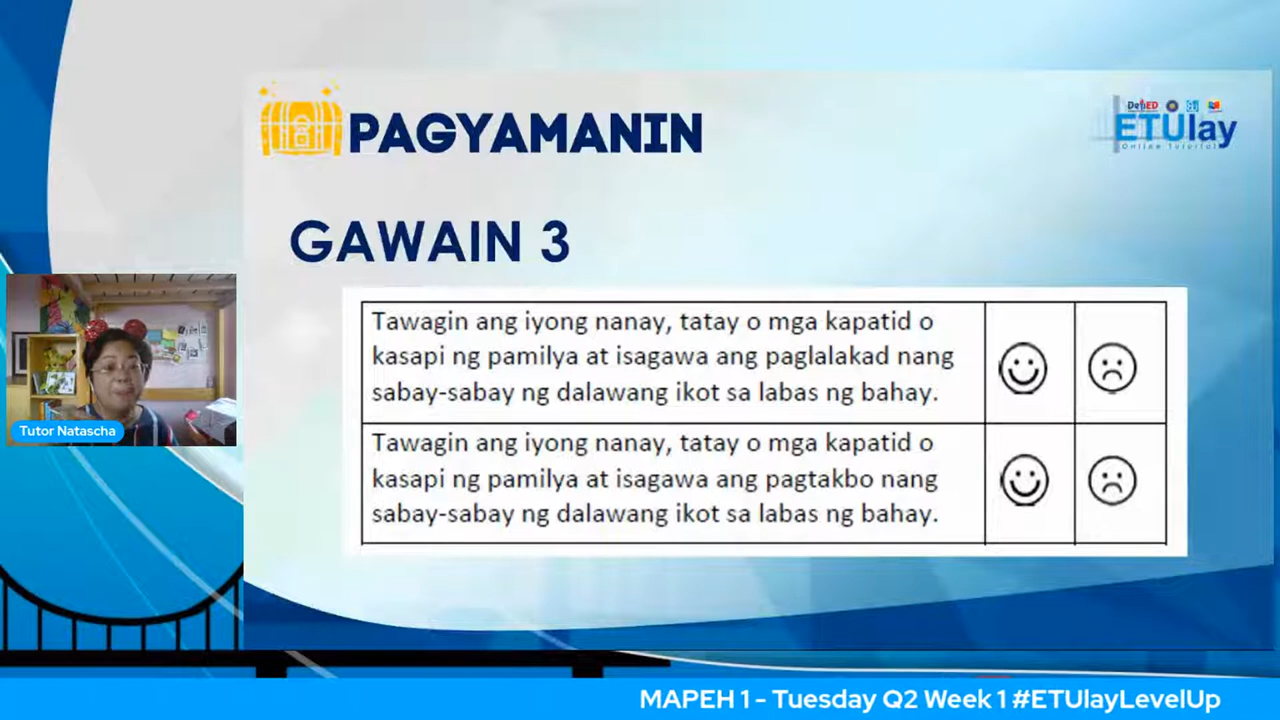 PAGYAMANIN
DepED
ETUlay
Online Tutorial
GAWAIN 3
Tawagin ang iyong nanay, tatay o mga kapatid o
kasapi ng pamilya at isagawa ang paglalakad nang
sabay-sabay ng dalawang ikot sa labas ng bahay.
Tawagin ang iyong nanay, tatay o mga kapatid o
kasapi ng pamilya at isagawa ang pagtakbo nang
sabay-sabay ng dalawang ikot sa labas ng bahay.
Tutor Natascha
MAPEH 1 - Tuesday Q2 Week 1 #ETUlayLevelUp